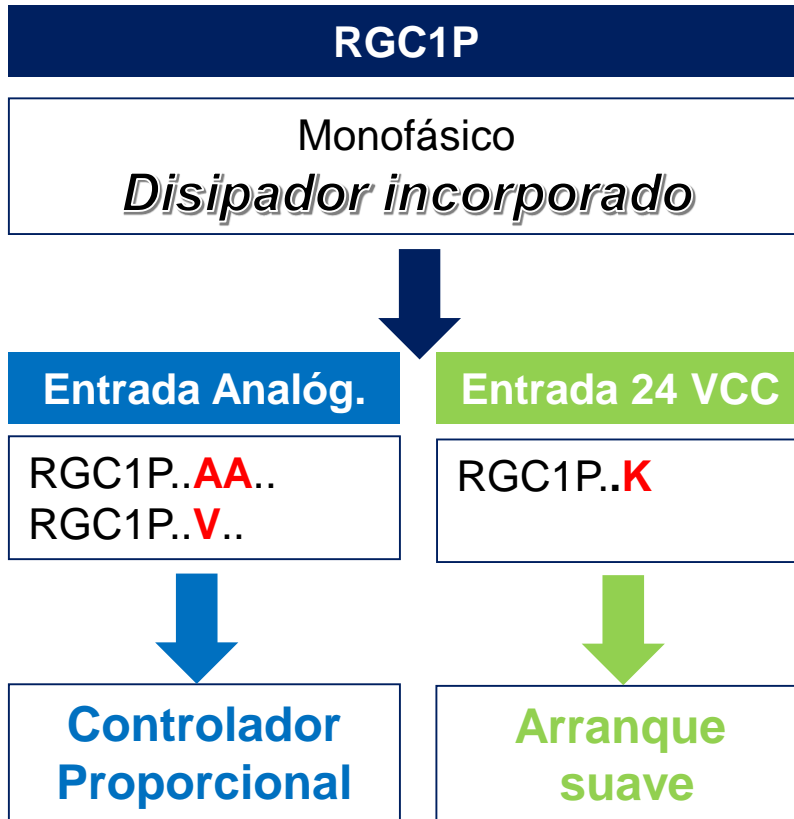 RGC1P
Monofásico
Disipador incorporado
Entrada Analóg.
RGC1P..AA..
RGC1P..V..
Controlador
Proporcional
Entrada 24 VCC
RGC1P..K
Arranque
suave